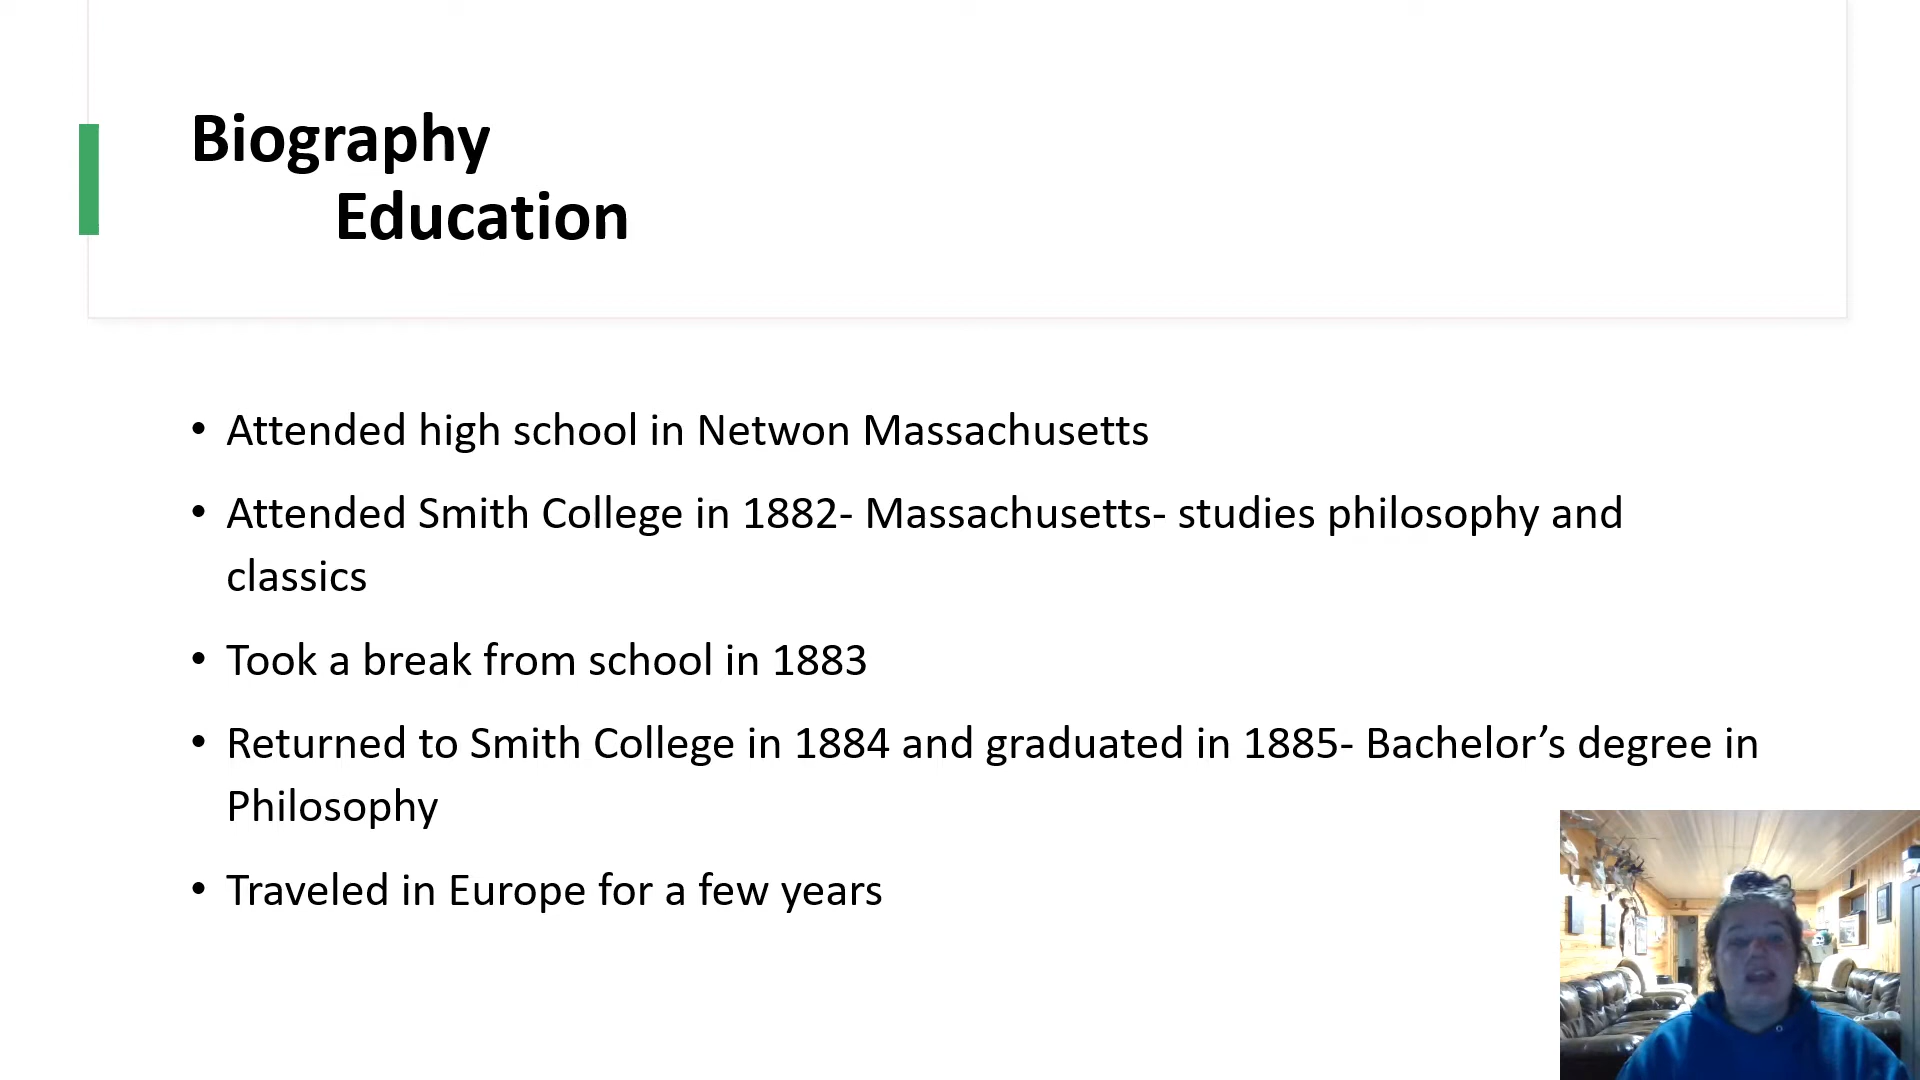 Biography
Education
• Attended high school in Netwon Massachusetts
• Attended Smith College in 1882- Massachusetts- studies philosophy and
classics
• Took a break from school in 1883
• Returned to Smith College in 1884 and graduated in 1885- Bachelor’s degree in
Philosophy
• Traveled in Europe for a few years